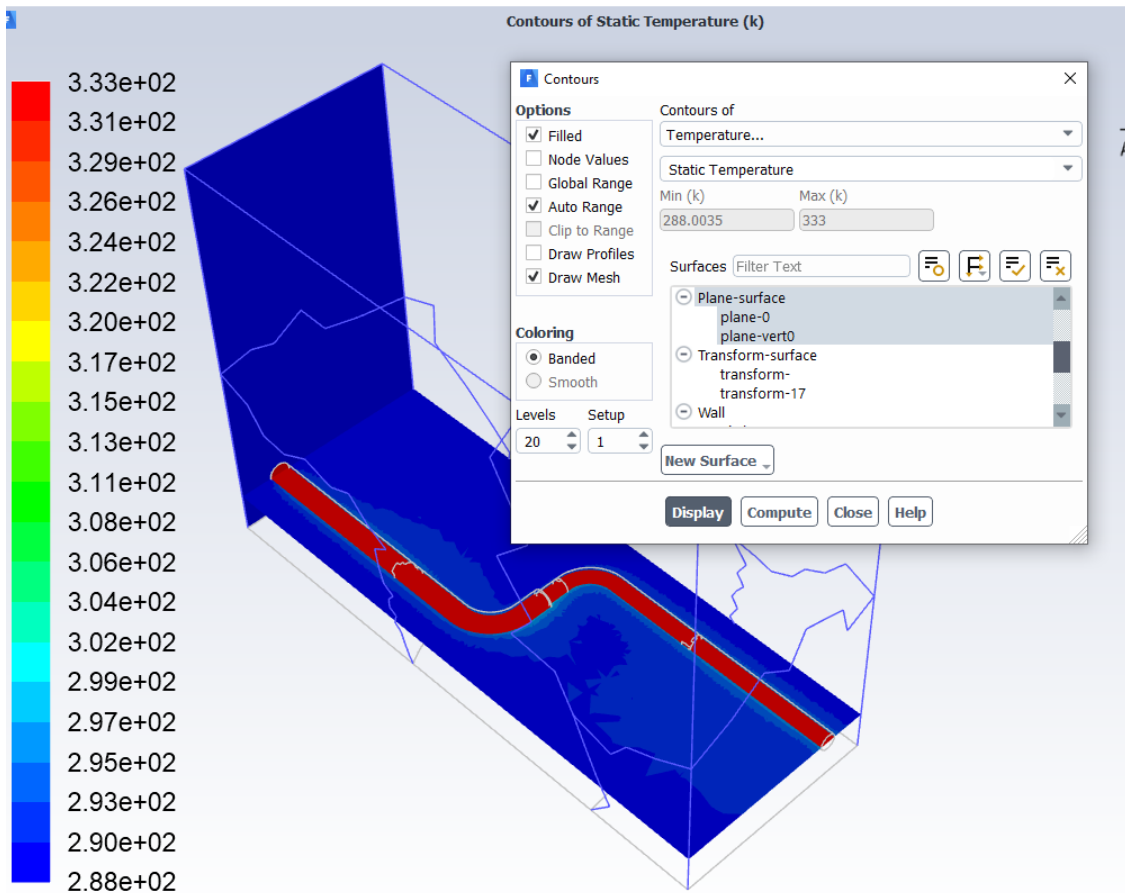 Contours of Static Temperature (k)
3.33e+02
3.31e+02
3.29e+02
3.26e+02
3.24e+02
3.22e+02
3.20e+02
3.17e+02
3.15e+02
3.13e+02
3.11e+02
3.08e+02
3.06e+02
3.04e+02
3.02e+02
2.99e+02
2.97e+02
2.95e+02
2.93e+02
2.90e+02
2.88e+02
F Contours
Options
Filled
Node Values
Global Range
Auto Range
Clip to Range
Draw Profiles
Draw Mesh
Coloring
Banded
Smooth
Levels Setup
20 1
Contours of
Temperature...
Static Temperature
Min (k) Max (k)
288.0035 333
Surfaces Filter Text
Plane-surface
plane-0
plane-vert0
Transform-surface
transform-
transform-17
Wall
New Surface
Display Compute Close Help